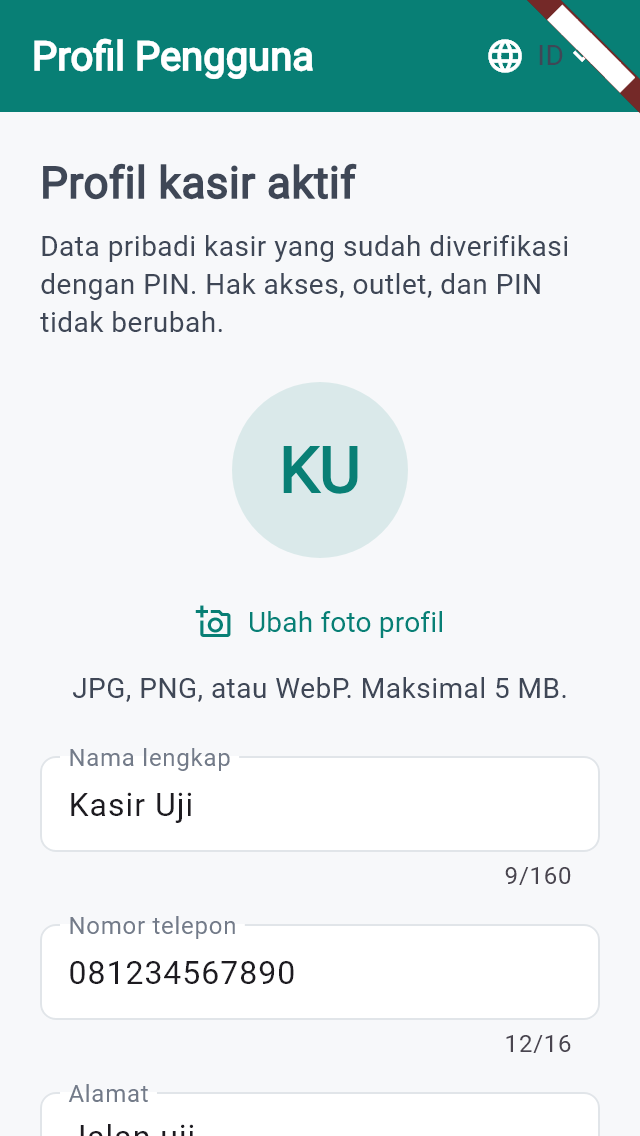 Profil Pengguna
ID
Profil kasir aktif
Data pribadi kasir yang sudah diverifikasi
dengan PIN. Hak akses, outlet, dan PIN
tidak berubah.
KU
Ubah foto profil
JPG, PNG, atau WebP. Maksimal 5 MB.
Nama lengkap
Kasir Uji
9/160
Nomor telepon
081234567890
12/16
Alamat
Jalan uji